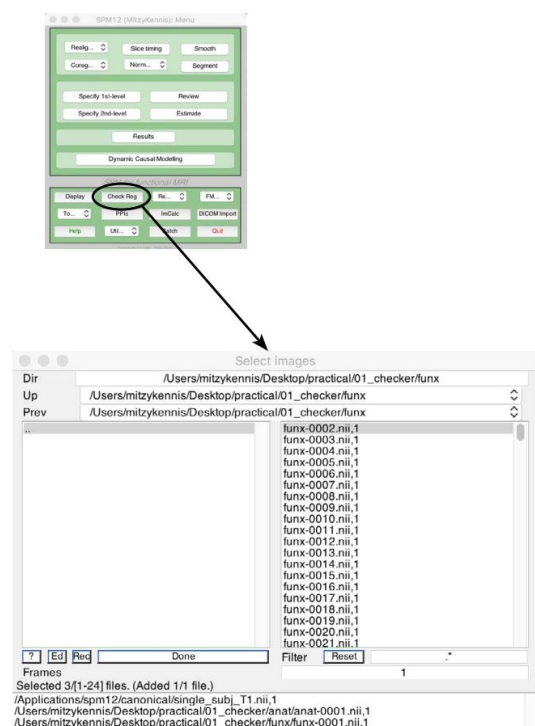 SPM12 (MitzyKennis): Menu
Realig... Slice timing Smooth
Coreg... Norm... Segment
Specify 1st-level Review
Specify 2nd-level Estimate
Results
Dynamic Causal Modelling
SPM for functional MRI
Display Check Reg Re... FM...
To... PPIs ImCalc DICOM Import
Help Uti... Batch Quit
Select images
Dir /Users/mitzykennis/Desktop/practical/01_checker/funx
Up /Users/mitzykennis/Desktop/practical/01_checker/funx
Prev /Users/mitzykennis/Desktop/practical/01_checker/funx
.. funx-0002.nii,1
funx-0003.nii,1
funx-0004.nii,1
funx-0005.nii,1
funx-0006.nii,1
funx-0007.nii,1
funx-0008.nii,1
funx-0009.nii,1
funx-0010.nii,1
funx-0011.nii,1
funx-0012.nii,1
funx-0013.nii,1
funx-0014.nii,1
funx-0015.nii,1
funx-0016.nii,1
funx-0017.nii,1
funx-0018.nii,1
funx-0019.nii,1
funx-0020.nii,1
funx-0021.nii,1
? Ed Rec Done Filter Reset .*
Frames 1
Selected 3/[1-24] files. (Added 1/1 file.)
/Applications/spm12/canonical/single_subj_T1.nii,1
/Users/mitzykennis/Desktop/practical/01_checker/anat/anat-0001.nii,1
/Users/mitzykennis/Desktop/practical/01_checker/funx/funx-0001.nii,1